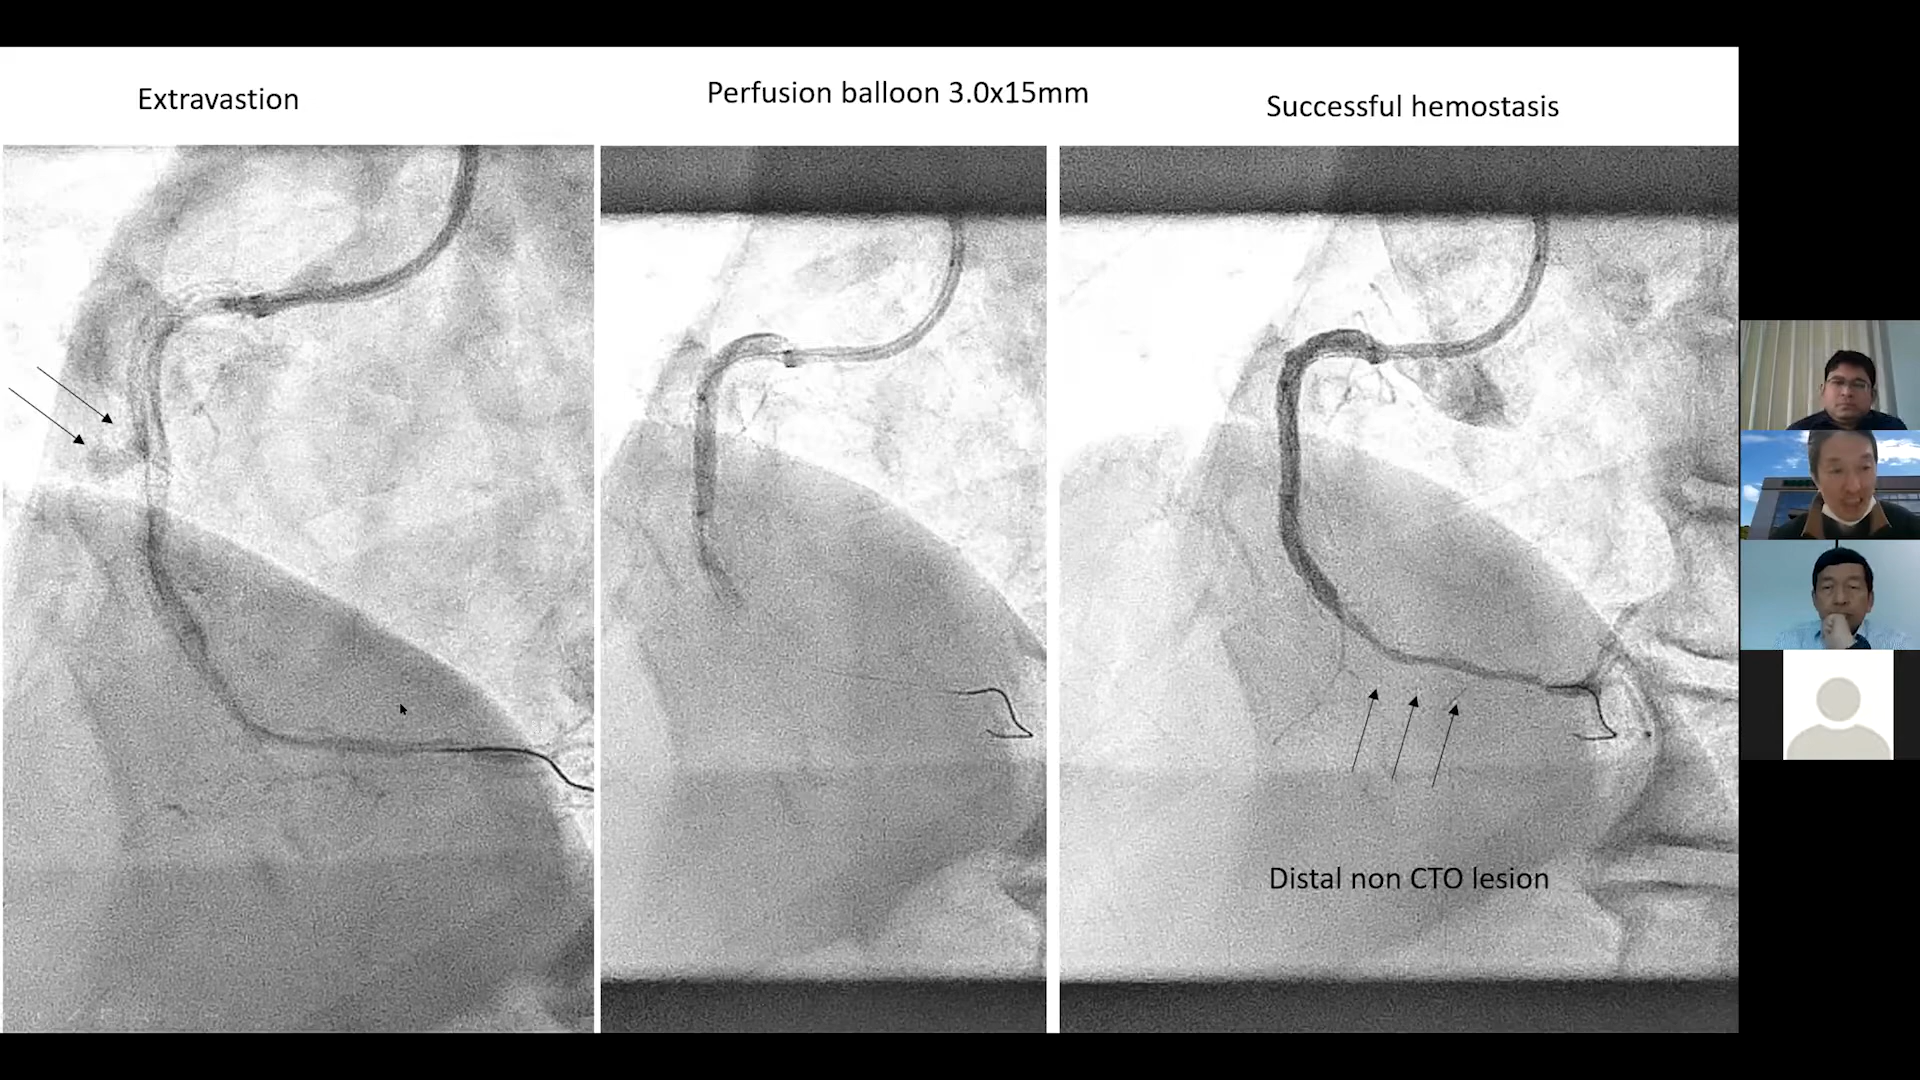 Extravastion
Perfusion balloon 3.0x15mm
Successful hemostasis
Distal non CTO lesion